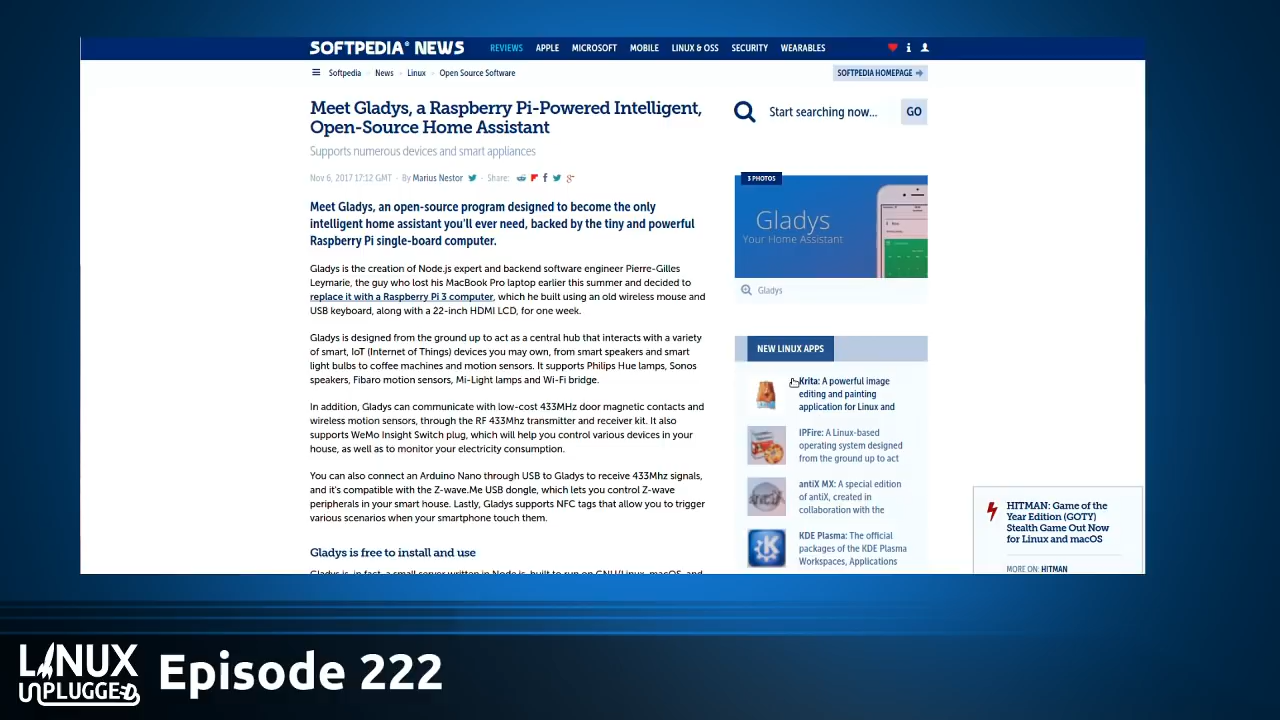 SOFTPEDIA® NEWS
REVIEWS APPLE MICROSOFT MOBILE LINUX & OSS SECURITY WEARABLES
Softpedia News Linux Open Source Software
SOFTPEDIA HOMEPAGE
Meet Gladys, a Raspberry Pi-Powered Intelligent,
Open-Source Home Assistant
Supports numerous devices and smart appliances
Nov 6, 2017 17:12 GMT · By Marius Nestor · Share:
Meet Gladys, an open-source program designed to become the only
intelligent home assistant you'll ever need, backed by the tiny and powerful
Raspberry Pi single-board computer.
Gladys is the creation of Node.js expert and backend software engineer Pierre-Gilles
Leymarie, the guy who lost his MacBook Pro laptop earlier this summer and decided to
replace it with a Raspberry Pi 3 computer, which he built using an old wireless mouse and
USB keyboard, along with a 22-inch HDMI LCD, for one week.
Gladys is designed from the ground up to act as a central hub that interacts with a variety
of smart, IoT (Internet of Things) devices you may own, from smart speakers and smart
light bulbs to coffee machines and motion sensors. It supports Philips Hue lamps, Sonos
speakers, Fibaro motion sensors, Mi-Light lamps and Wi-Fi bridge.
In addition, Gladys can communicate with low-cost 433MHz door magnetic contacts and
wireless motion sensors, through the RF 433Mhz transmitter and receiver kit. It also
supports WeMo Insight Switch plug, which will help you control various devices in your
house, as well as to monitor your electricity consumption.
You can also connect an Arduino Nano through USB to Gladys to receive 433Mhz signals,
and it's compatible with the Z-wave.Me USB dongle, which lets you control Z-wave
peripherals in your smart house. Lastly, Gladys supports NFC tags that allow you to trigger
various scenarios when your smartphone touch them.
Gladys is free to install and use
Gladys is, in fact, a small server written in Node.js, built to run on GNU/Linux, macOS, and
Start searching now... GO
3 PHOTOS
Gladys
Your Home Assistant
Gladys
NEW LINUX APPS
Krita: A powerful image
editing and painting
application for Linux and
IPFire: A Linux-based
operating system designed
from the ground up to act
antiX MX: A special edition
of antiX, created in
collaboration with the
KDE Plasma: The official
packages of the KDE Plasma
Workspaces, Applications
HITMAN: Game of the
Year Edition (GOTY)
Stealth Game Out Now
for Linux and macOS
MORE ON: HITMAN
LINUX
UNPLUGGED
Episode 222